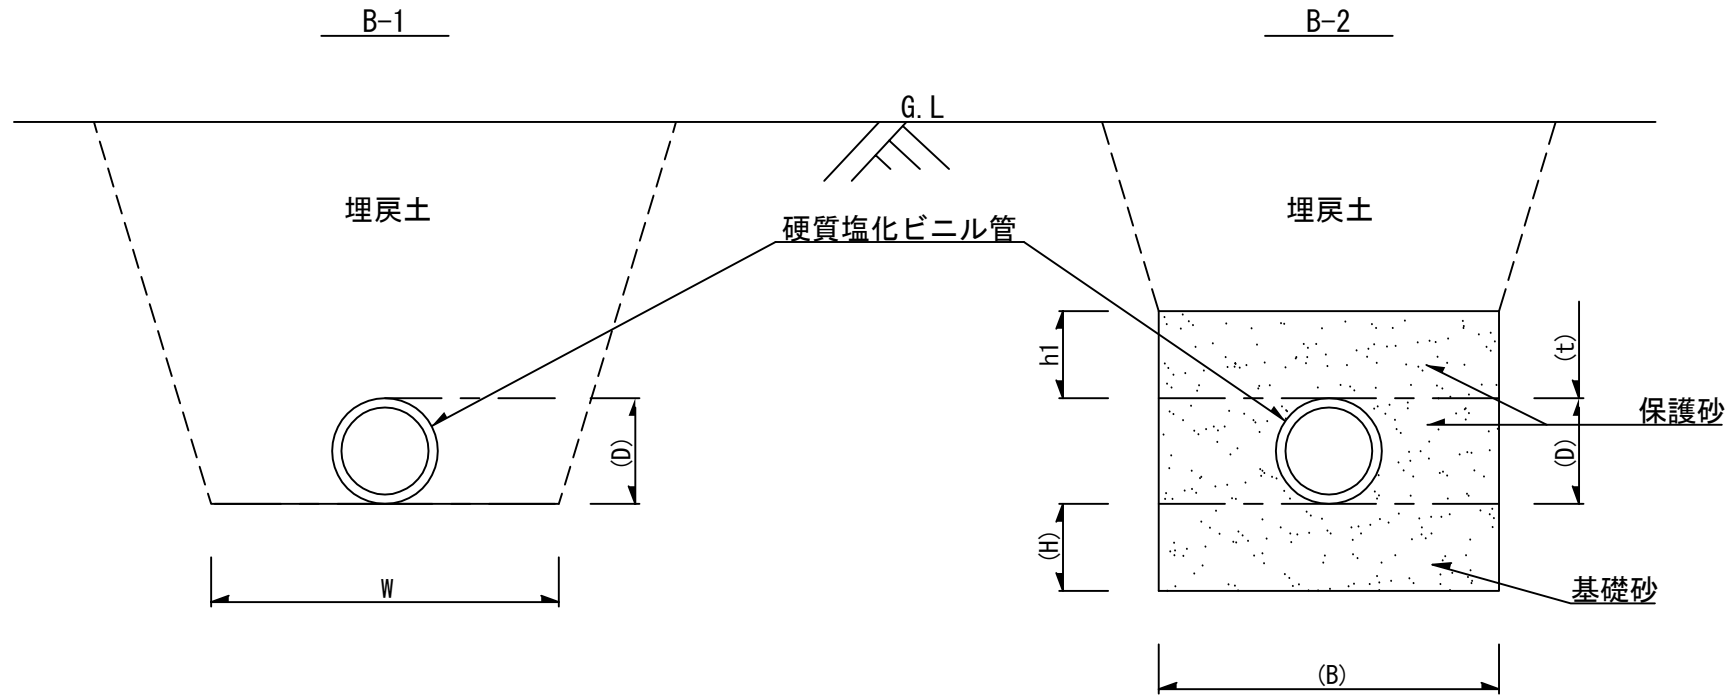 B-1
B-2
G.L
埋戻土
埋戻土
硬質塩化ビニル管
h1
(t)
保護砂
(D)
(D)
(H)
W
基礎砂
(B)